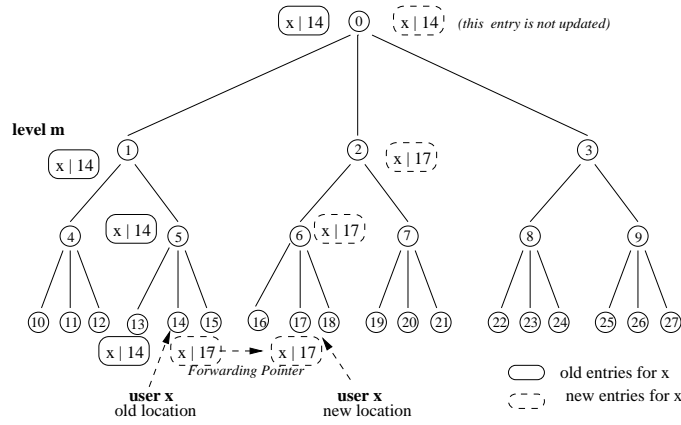 x | 14
0
x | 14
(this entry is not updated)
level m
1
x | 14
2
x | 17
3
4
x | 14
5
6
x | 17
7
8
9
10
11
12
13
14
15
16
17
18
19
20
21
22
23
24
25
26
27
x | 14
x | 17
x | 17
Forwarding Pointer
user x
old location
user x
new location
old entries for x
new entries for x